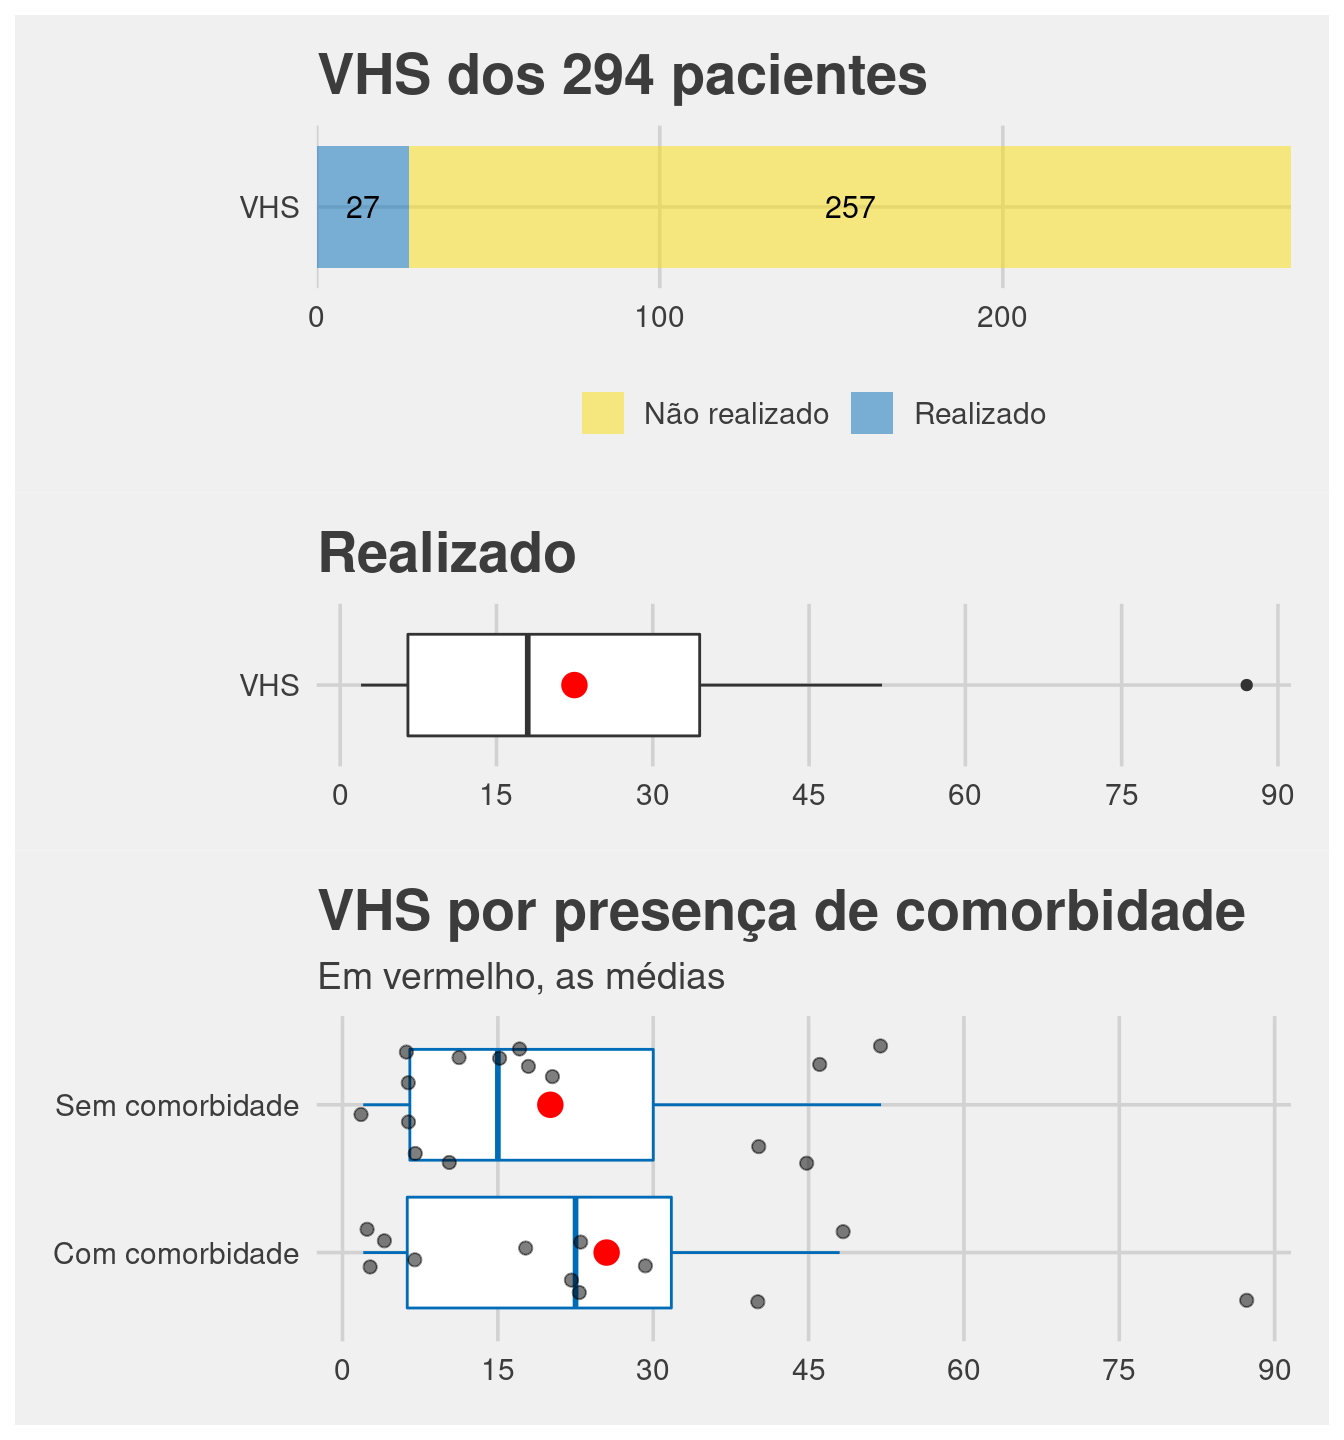 VHS dos 294 pacientes
VHS
27
257
0 100 200
Não realizado Realizado
Realizado
VHS
0 15 30 45 60 75 90
VHS por presença de comorbidade
Em vermelho, as médias
Sem comorbidade
Com comorbidade
0 15 30 45 60 75 90